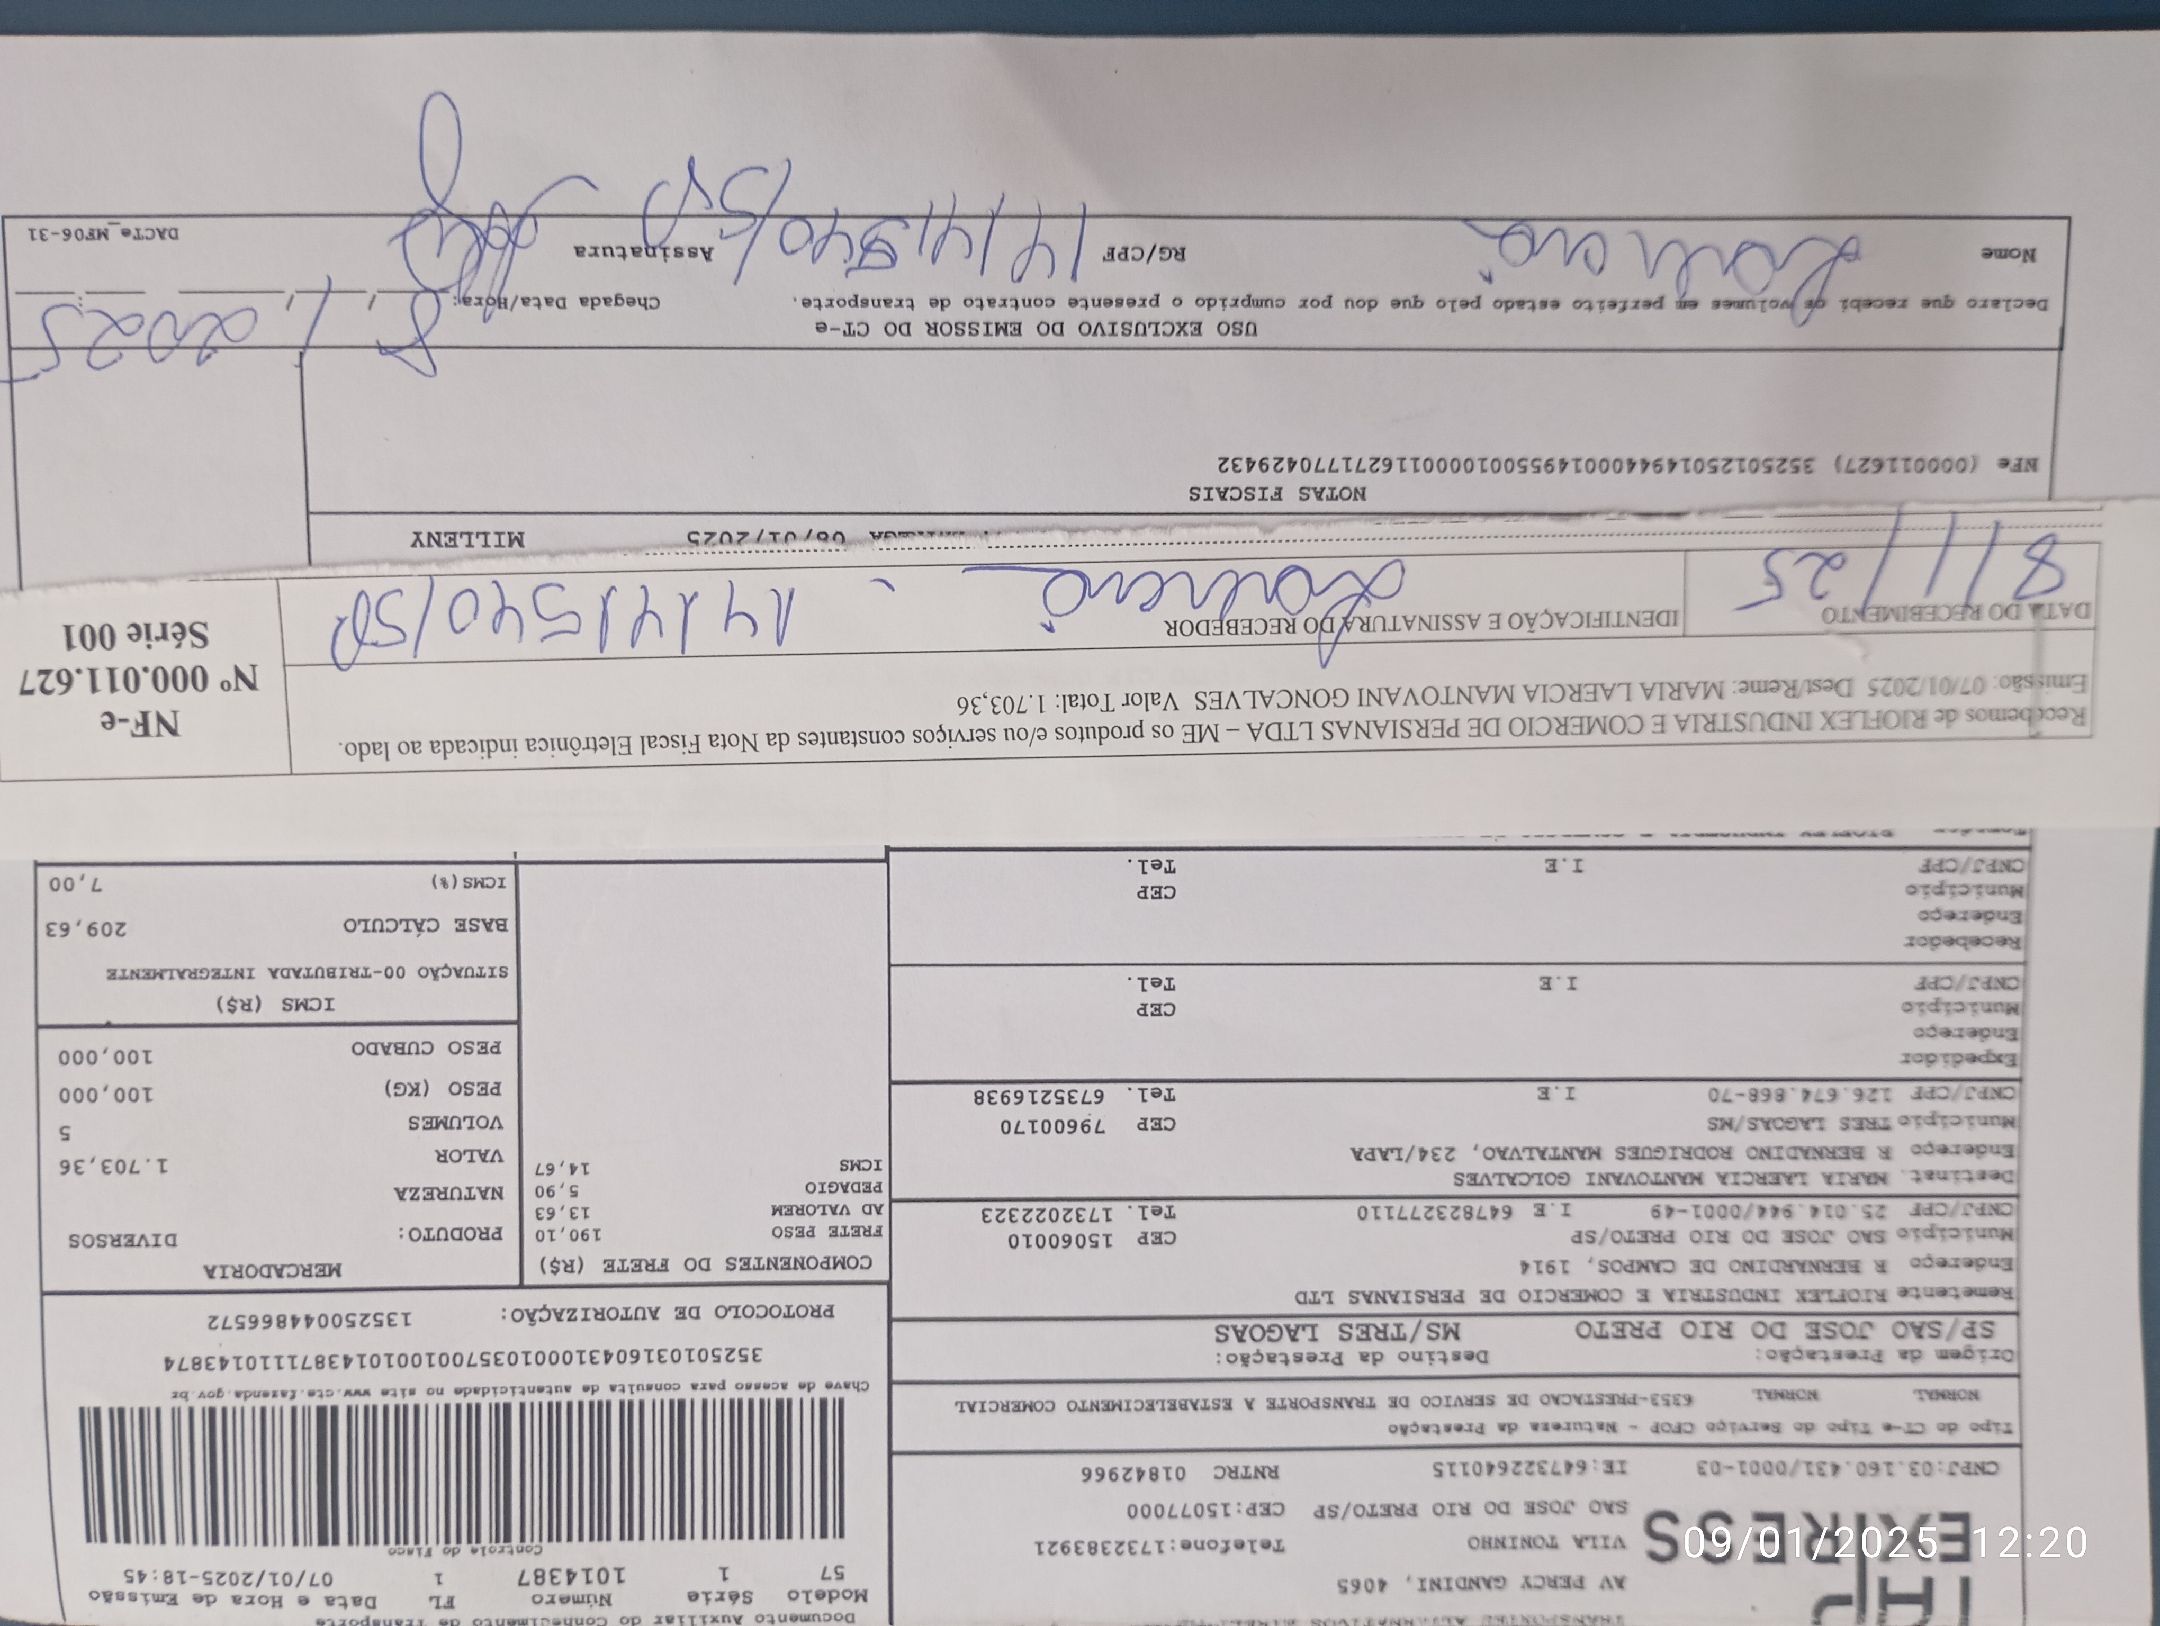 Documento Auxiliar do Conhecimento de Transporte
Modelo Série Número FL Data e Hora de Emissão
57 1 1014387 1 07/01/2025-18:45
Controle do Fisco
AV PERCY GANDINI, 4065
VILA TONINHO Telefone:1732383921
SAO JOSE DO RIO PRETO/SP CEP:15077000
CNPJ:03.160.431/0001-03 IE:647322640115 RNTRC 01842966
Tipo do CT-e Tipo do Serviço CFOP - Natureza da Prestação
NORMAL NORMAL 6353-PRESTACAO DE SERVICO DE TRANSPORTE A ESTABELECIMENTO COMERCIAL
Chave de acesso para consulta de autenticidade no site www.cte.fazenda.gov.br
35250103160431000103570010010143871110143874
PROTOCOLO DE AUTORIZAÇÃO: 135250044866572
Origem da Prestação: Destino da Prestação:
SP/SAO JOSE DO RIO PRETO MS/TRES LAGOAS
Remetente RIOFLEX INDUSTRIA E COMERCIO DE PERSIANAS LTD
Endereço R BERNARDINO DE CAMPOS, 1914
Município SAO JOSE DO RIO PRETO/SP CEP 15060010
CNPJ/CPF 25.014.944/0001-49 I.E 647823277110 Tel. 1732022323
Destinat. MARIA LAERCIA MANTOVANI GOLCALVES
Endereço R BERNADINO RODRIGUES MANTALVAO, 234/LAPA
Município TRES LAGOAS/MS CEP 79600170
CNPJ/CPF 126.674.868-70 I.E Tel. 6735216938
Expedidor
Endereço
Município CEP
CNPJ/CPF I.E Tel.
Recebedor
Endereço
Município CEP
CNPJ/CPF I.E Tel.
COMPONENTES DO FRETE (R$)
FRETE PESO 190,10
AD VALOREM 13,63
PEDAGIO 5,90
ICMS 14,67
MERCADORIA
PRODUTO: DIVERSOS
NATUREZA
VALOR 1.703,36
VOLUMES 5
PESO (KG) 100,000
PESO CUBADO 100,000
ICMS (R$)
SITUAÇÃO 00-TRIBUTADA INTEGRALMENTE
BASE CÁLCULO 209,63
ICMS(%) 7,00
Recebemos de RIOFLEX INDUSTRIA E COMERCIO DE PERSIANAS LTDA – ME os produtos e/ou serviços constantes da Nota Fiscal Eletrônica indicada ao lado.
Emissão: 07/01/2025 Dest/Reme: MARIA LAERCIA MANTOVANI GONCALVES Valor Total: 1.703,36
NF-e
Nº 000.011.627
Série 001
DATA DO RECEBIMENTO IDENTIFICAÇÃO E ASSINATURA DO RECEBEDOR
8/1/25 14141540/SP
08/01/2025 MILLENY
NOTAS FISCAIS
NFe (000011627) 35250125014944000149550010000116271770429432
USO EXCLUSIVO DO EMISSOR DO CT-e
Declaro que recebi os volumes em perfeito estado pelo que dou por cumprido o presente contrato de transporte. Chegada Data/Hora: 8 1 2025
Nome RG/CPF 14141540/SP Assinatura
DACTe_MF06-31
09/01/2025 12:20